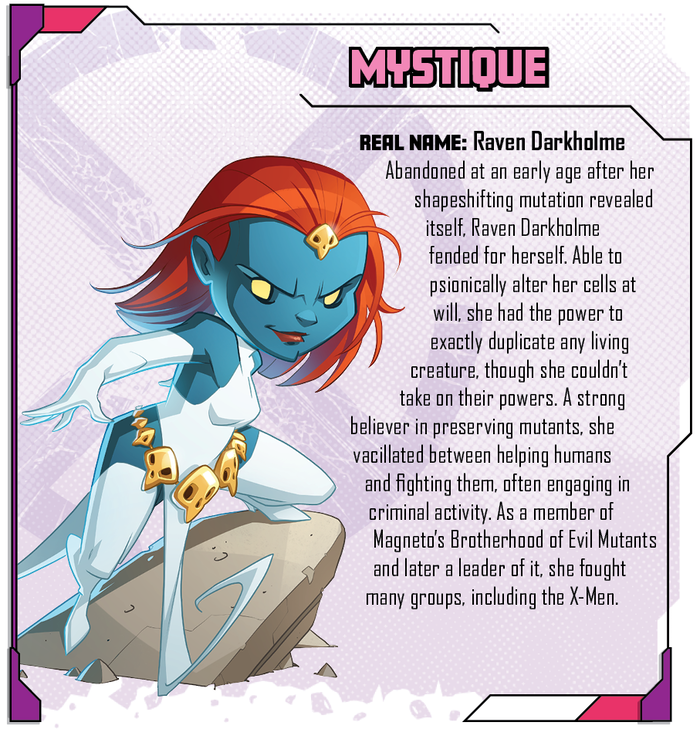 MYSTIQUE
REAL NAME: Raven Darkholme
Abandoned at an early age after her
shapeshifting mutation revealed
itself, Raven Darkholme
fended for herself. Able to
psionically alter her cells at
will, she had the power to
exactly duplicate any living
creature, though she couldn't
take on their powers. A strong
believer in preserving mutants, she
vacillated between helping humans
and fighting them, often engaging in
criminal activity. As a member of
Magneto's Brotherhood of Evil Mutants
and later a leader of it, she fought
many groups, including the X-Men.